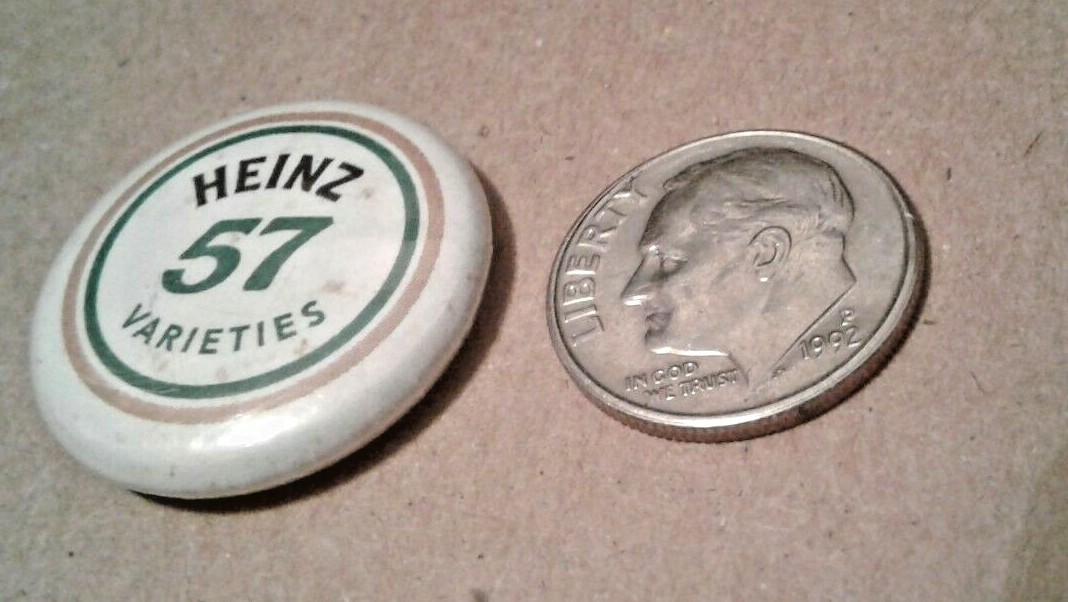 HEINZ
57
VARIETIES
LIBERTY
IN GOD
WE TRUST
P
1992